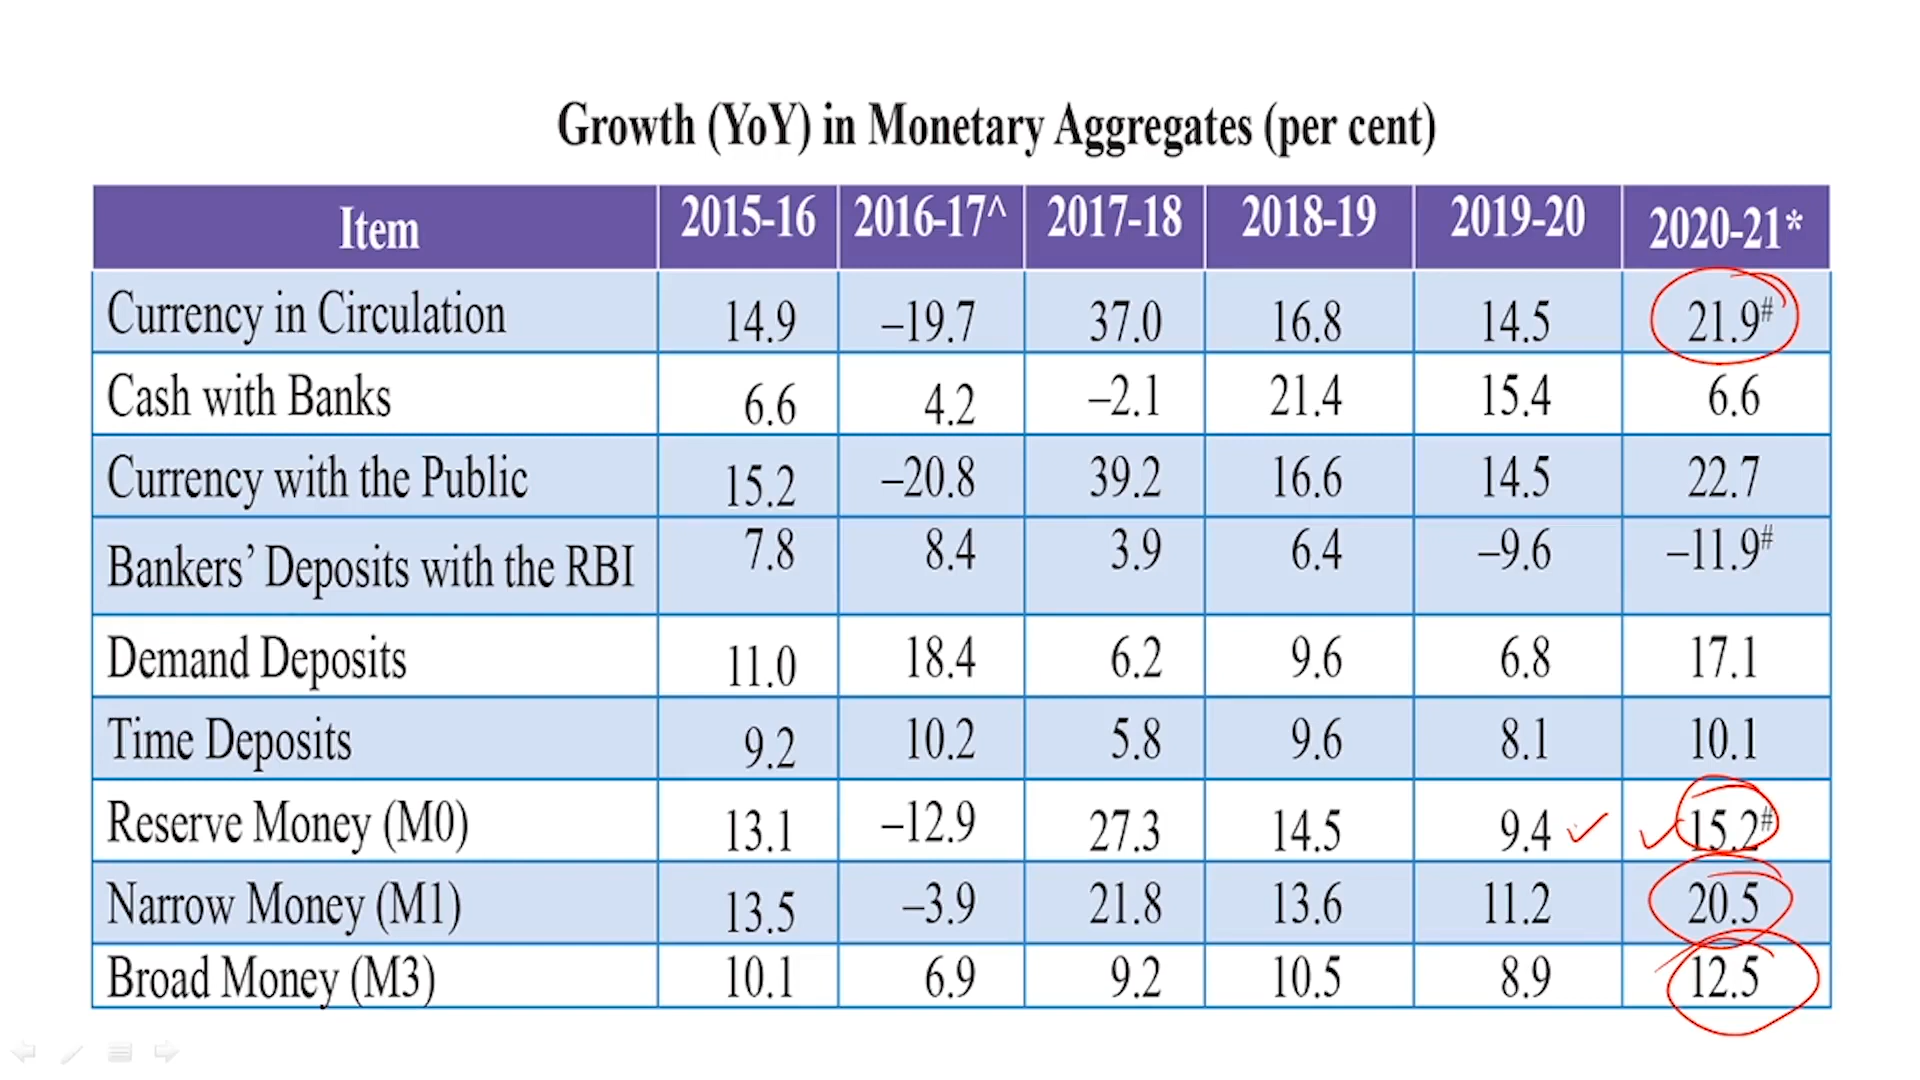 Growth (YoY) in Monetary Aggregates (per cent)
Item 2015-16 2016-17^ 2017-18 2018-19 2019-20 2020-21*
Currency in Circulation 14.9 –19.7 37.0 16.8 14.5 21.9#
Cash with Banks 6.6 4.2 –2.1 21.4 15.4 6.6
Currency with the Public 15.2 –20.8 39.2 16.6 14.5 22.7
Bankers’ Deposits with the RBI 7.8 8.4 3.9 6.4 –9.6 –11.9#
Demand Deposits 11.0 18.4 6.2 9.6 6.8 17.1
Time Deposits 9.2 10.2 5.8 9.6 8.1 10.1
Reserve Money (M0) 13.1 –12.9 27.3 14.5 9.4 15.2#
Narrow Money (M1) 13.5 –3.9 21.8 13.6 11.2 20.5
Broad Money (M3) 10.1 6.9 9.2 10.5 8.9 12.5